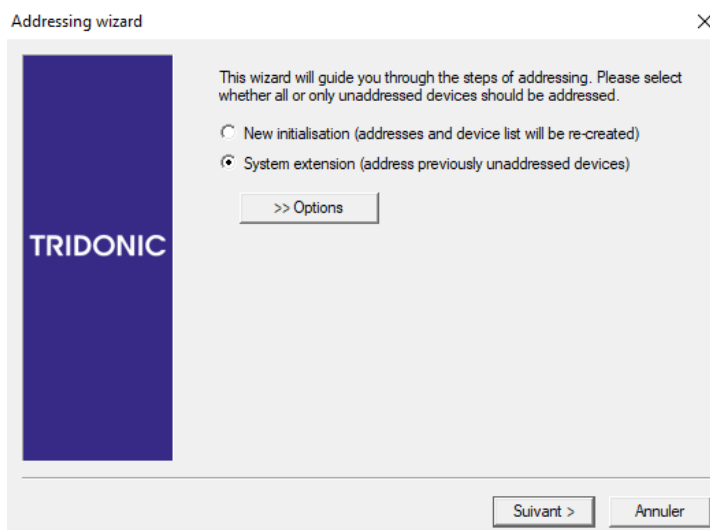 Addressing wizard
This wizard will guide you through the steps of addressing. Please select
whether all or only unaddressed devices should be addressed.
New initialisation (addresses and device list will be re-created)
System extension (address previously unaddressed devices)
>> Options
TRIDONIC
Suivant >
Annuler